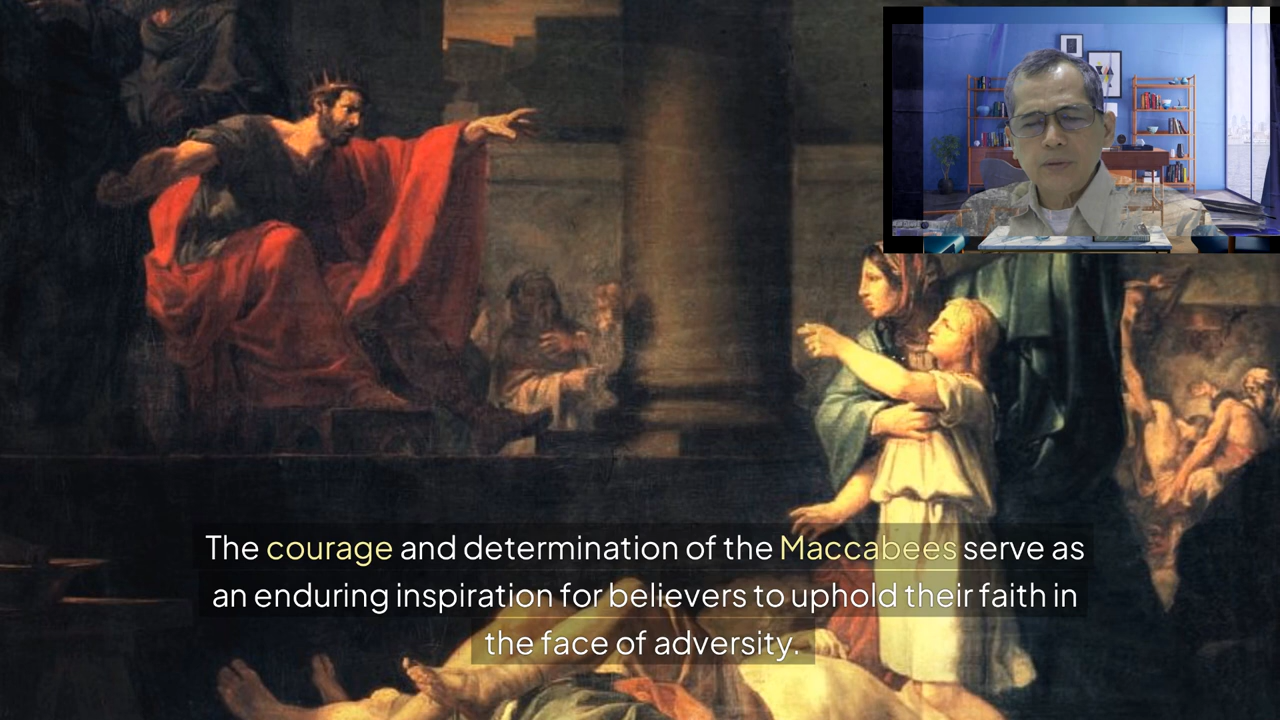 The courage and determination of the Maccabees serve as
an enduring inspiration for believers to uphold their faith in
the face of adversity.